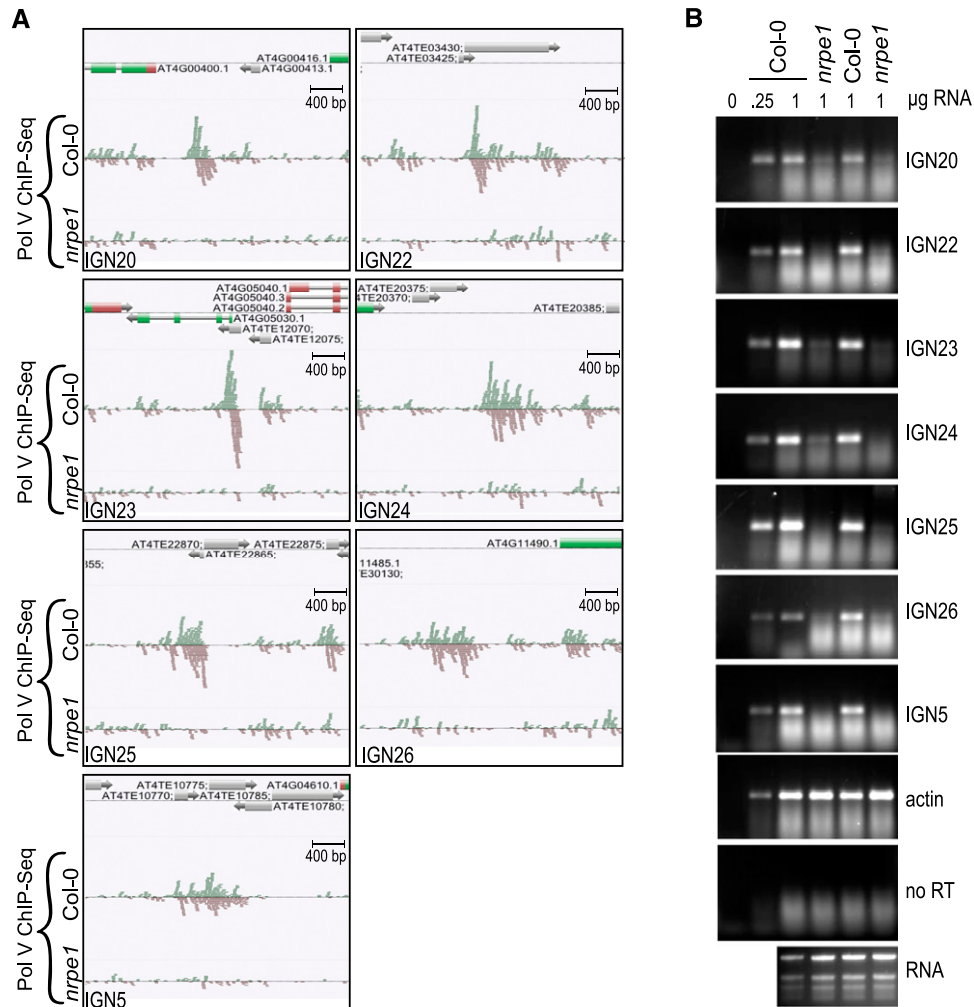 A
AT4G00416.1
AT4G00400.1
AT4G00413.1
400 bp
Pol V ChIP-Seq
Col-0
nrpe1
IGN20
AT4TE03430;
AT4TE03425;
400 bp
IGN22
AT4G05040.1
AT4G05040.3
AT4G05040.2
AT4G05030.1
AT4TE12070;
AT4TE12075;
400 bp
Pol V ChIP-Seq
Col-0
nrpe1
IGN23
AT4TE20375;
4TE20370;
AT4TE20385;
400 bp
IGN24
AT4TE22870;
AT4TE22875;
AT4TE22865;
355;
400 bp
Pol V ChIP-Seq
Col-0
nrpe1
IGN25
AT4G11490.1
11485.1
E30130;
400 bp
IGN26
AT4TE10775;
AT4G04610.1
AT4TE10770;
AT4TE10785;
AT4TE10780;
400 bp
Pol V ChIP-Seq
Col-0
nrpe1
IGN5
B
Col-0
nrpe1
Col-0
nrpe1
0 .25 1 1 1 1 µg RNA
IGN20
IGN22
IGN23
IGN24
IGN25
IGN26
IGN5
actin
no RT
RNA